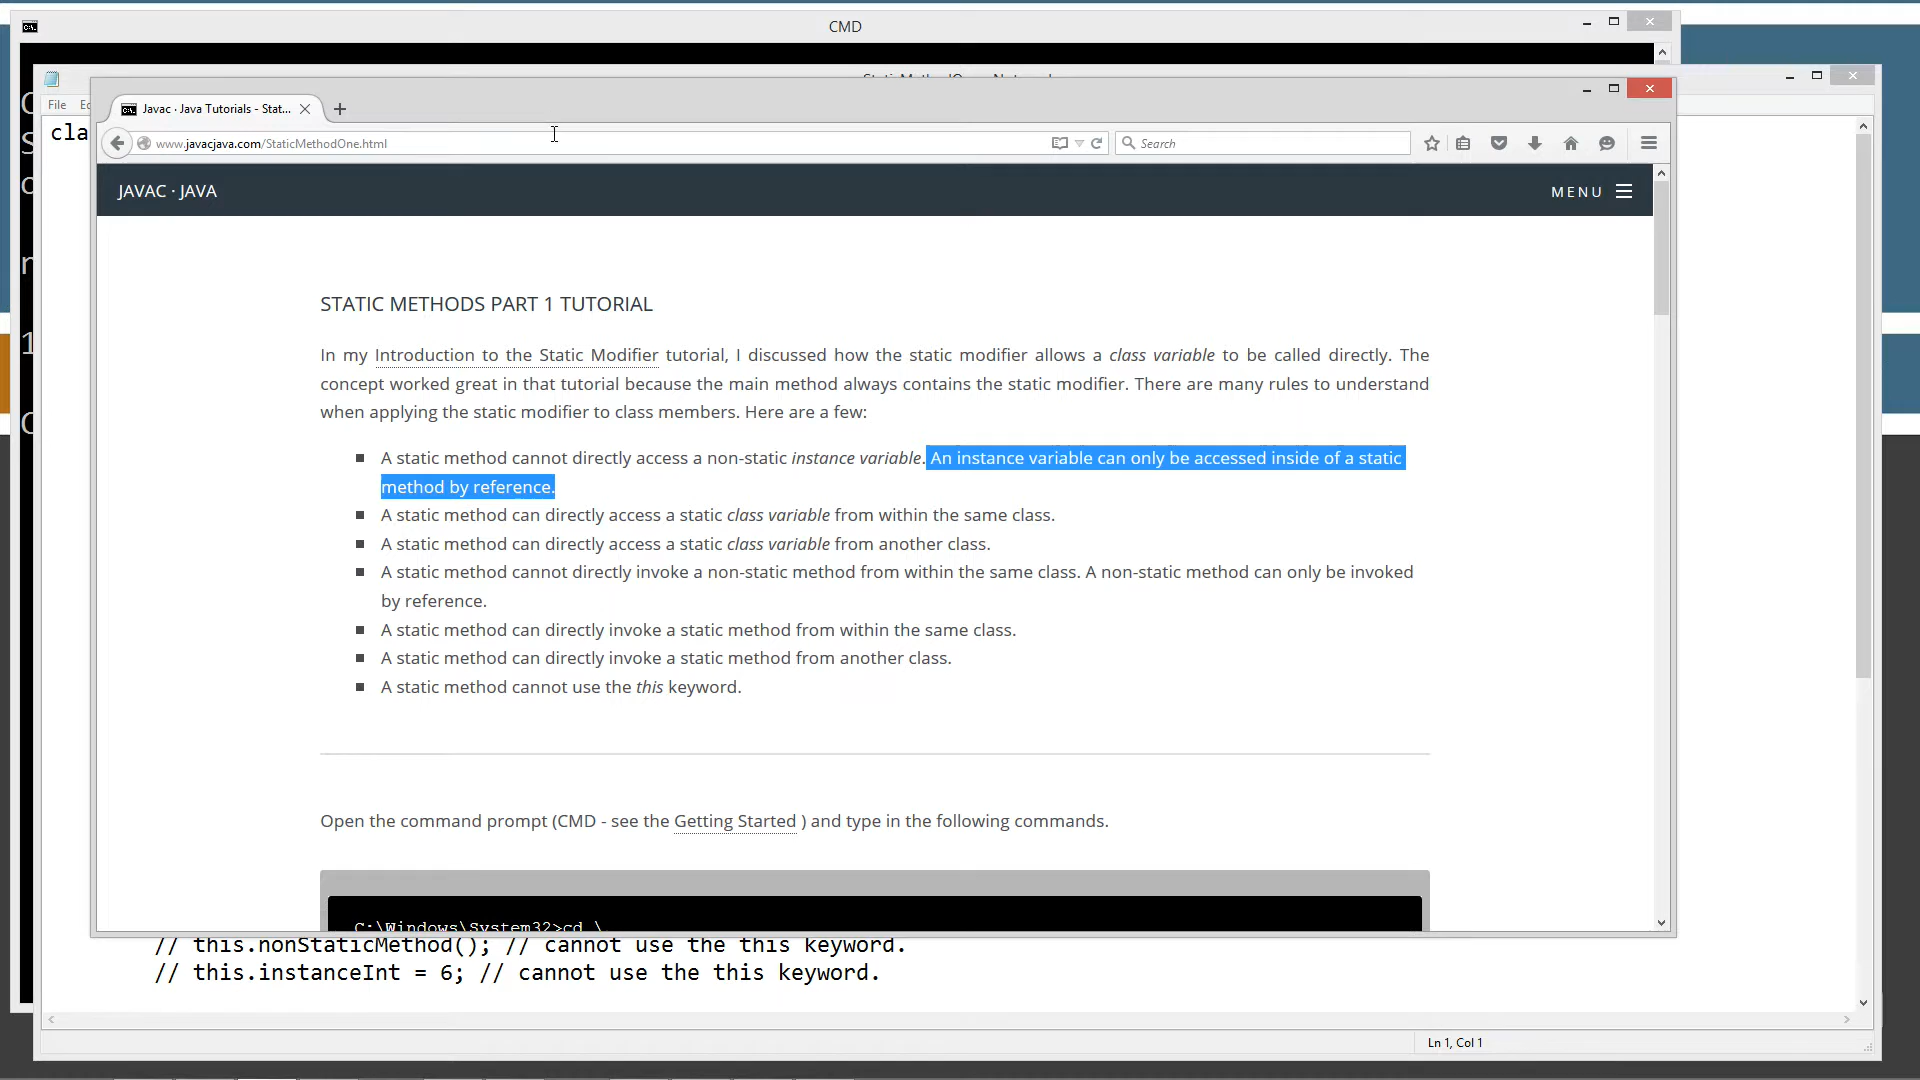 CMD
File
cla
Javac · Java Tutorials - Stat...
www.javacjava.com/StaticMethodOne.html
Search
JAVAC · JAVA
MENU
STATIC METHODS PART 1 TUTORIAL
In my Introduction to the Static Modifier tutorial, I discussed how the static modifier allows a class variable to be called directly. The
concept worked great in that tutorial because the main method always contains the static modifier. There are many rules to understand
when applying the static modifier to class members. Here are a few:
A static method cannot directly access a non-static instance variable. An instance variable can only be accessed inside of a static
method by reference.
A static method can directly access a static class variable from within the same class.
A static method can directly access a static class variable from another class.
A static method cannot directly invoke a non-static method from within the same class. A non-static method can only be invoked
by reference.
A static method can directly invoke a static method from within the same class.
A static method can directly invoke a static method from another class.
A static method cannot use the this keyword.
Open the command prompt (CMD - see the Getting Started ) and type in the following commands.
C:\Windows\System32>cd \.
// this.nonStaticMethod(); // cannot use the this keyword.
// this.instanceInt = 6; // cannot use the this keyword.
Ln 1, Col 1